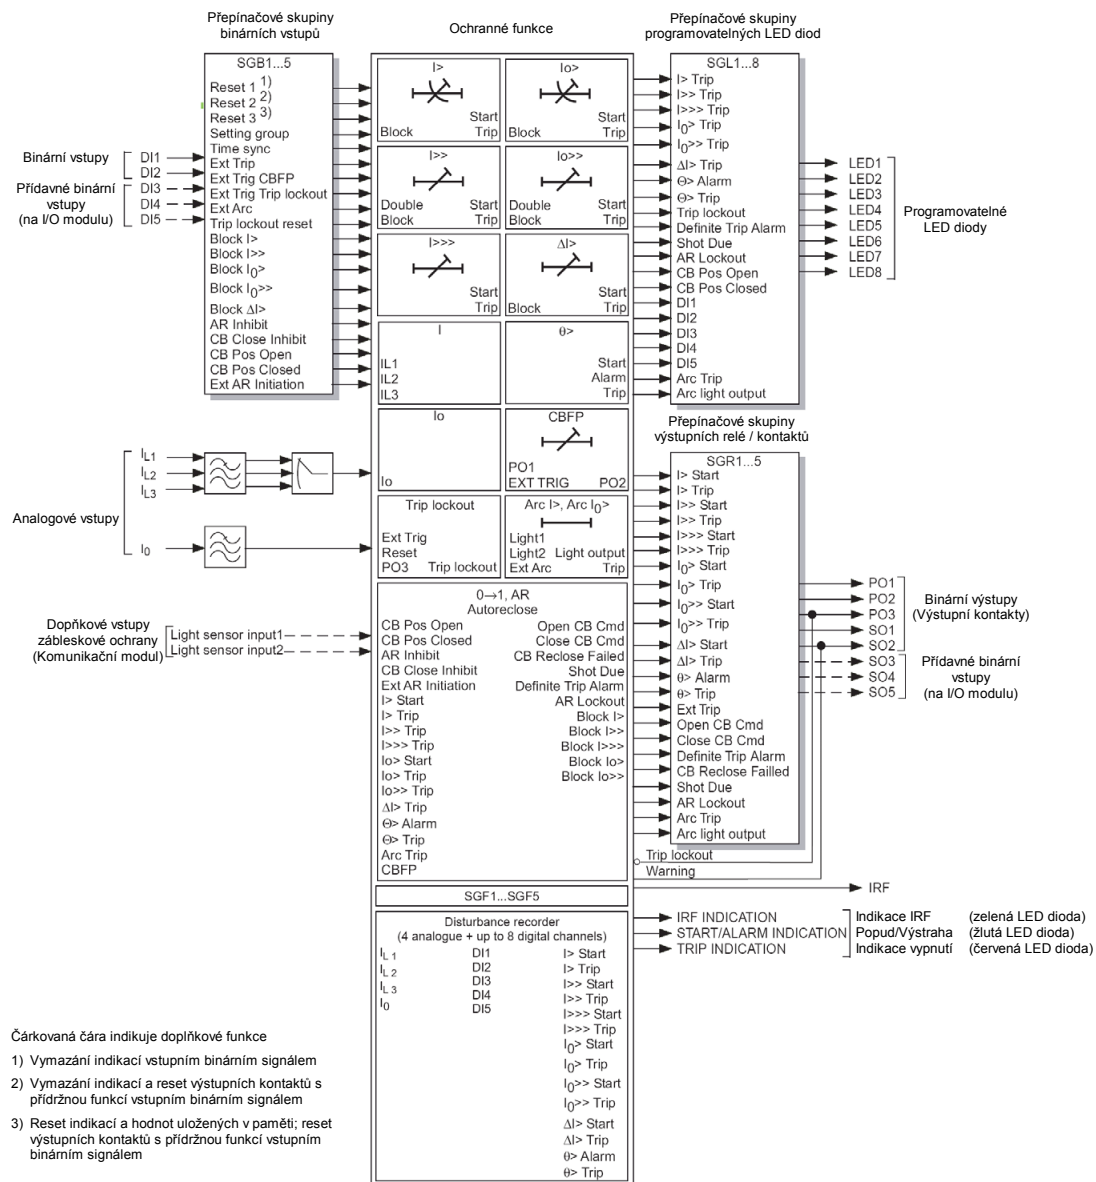 Přepínačové skupiny
binárních vstupů
Ochranné funkce
Přepínačové skupiny
programovatelných LED diod
SGB1...5
Reset 1 1)
Reset 2 2)
Reset 3 3)
Setting group
Time sync
Ext Trip
Ext Trig CBFP
Ext Trig Trip lockout
Ext Arc
Trip lockout reset
Block I>
Block I>>
Block I0>
Block I0>>
Block ΔI>
AR Inhibit
CB Close Inhibit
CB Pos Open
CB Pos Closed
Ext AR Initiation
Binární vstupy
DI1
DI2
Přídavné binární
vstupy
(na I/O modulu)
DI3
DI4
DI5
I>
Start
Block Trip
Io>
Start
Block Trip
I>>
Double Start
Block Trip
Io>>
Double Start
Block Trip
I>>>
Start
Trip
ΔI>
Start
Block Trip
I
IL1
IL2
IL3
θ>
Start
Alarm
Trip
Io
Io
CBFP
PO1
EXT TRIG PO2
Trip lockout
Ext Trig
Reset
PO3 Trip lockout
Arc I>, Arc I0>
Light1
Light2 Light output
Ext Arc Trip
SGL1...8
I> Trip
I>> Trip
I>>> Trip
I0> Trip
I0>> Trip
ΔI> Trip
Θ> Alarm
Θ> Trip
Trip lockout
Definite Trip Alarm
Shot Due
AR Lockout
CB Pos Open
CB Pos Closed
DI1
DI2
DI3
DI4
DI5
Arc Trip
Arc light output
LED1
LED2
LED3
LED4
LED5
LED6
LED7
LED8
Programovatelné
LED diody
Analogové vstupy
IL1
IL2
IL3
I0
Doplňkové vstupy
zábleskové ochrany
(Komunikační modul)
Light sensor input1
Light sensor input2
0→1, AR
Autoreclose
CB Pos Open
CB Pos Closed
AR Inhibit
CB Close Inhibit
Ext AR Initiation
I> Start
I> Trip
I>> Trip
I>>> Trip
Io> Start
Io> Trip
Io>> Trip
ΔI> Trip
Θ> Alarm
Θ> Trip
Arc Trip
CBFP
Open CB Cmd
Close CB Cmd
CB Reclose Failed
Shot Due
Definite Trip Alarm
AR Lockout
Block I>
Block I>>
Block I>>>
Block Io>
Block Io>>
Přepínačové skupiny
výstupních relé / kontaktů
SGR1...5
I> Start
I> Trip
I>> Start
I>> Trip
I>>> Start
I>>> Trip
I0> Start
I0> Trip
I0>> Start
I0>> Trip
ΔI> Start
ΔI> Trip
θ> Alarm
θ> Trip
Ext Trip
Open CB Cmd
Close CB Cmd
Definite Trip Alarm
CB Reclose Failled
Shot Due
AR Lockout
Arc Trip
Arc light output
Trip lockout
Warning
PO1
PO2
PO3
SO1
SO2
SO3
SO4
SO5
Binární výstupy
(Výstupní kontakty)
Přídavné binární
vstupy
(na I/O modulu)
IRF
SGF1...SGF5
IRF INDICATION Indikace IRF (zelená LED dioda)
START/ALARM INDICATION Popud/Výstraha (žlutá LED dioda)
TRIP INDICATION Indikace vypnutí (červená LED dioda)
Disturbance recorder
(4 analogue + up to 8 digital channels)
IL 1
IL 2
IL 3
I0
DI1
DI2
DI3
DI4
DI5
I> Start
I> Trip
I>> Start
I>> Trip
I>>> Start
I>>> Trip
I0> Start
I0> Trip
I0>> Start
I0>> Trip
ΔI> Start
ΔI> Trip
θ> Alarm
θ> Trip
Čárkovaná čára indikuje doplňkové funkce
1) Vymazání indikací vstupním binárním signálem
2) Vymazání indikací a reset výstupních kontaktů s
přídržnou funkcí vstupním binárním signálem
3) Reset indikací a hodnot uložených v paměti; reset
výstupních kontaktů s přídržnou funkcí vstupním
binárním signálem